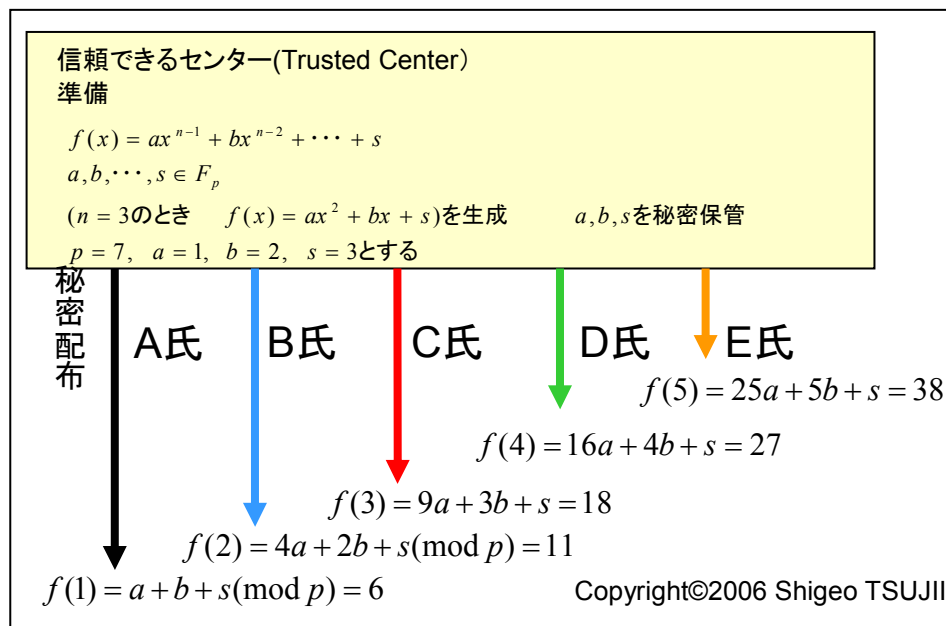 信頼できるセンター(Trusted Center)
準備
f(x) = ax^{n-1} + bx^{n-2} + ・・・ + s
a,b,・・・,s ∈ F_p
(n = 3のとき f(x) = ax^2 + bx + s)を生成 a,b,sを秘密保管
p = 7, a = 1, b = 2, s = 3とする
秘密配布
A氏 B氏 C氏 D氏 E氏
f(5) = 25a + 5b + s = 38
f(4) = 16a + 4b + s = 27
f(3) = 9a + 3b + s = 18
f(2) = 4a + 2b + s(mod p) = 11
f(1) = a + b + s(mod p) = 6
Copyright©2006 Shigeo TSUJII